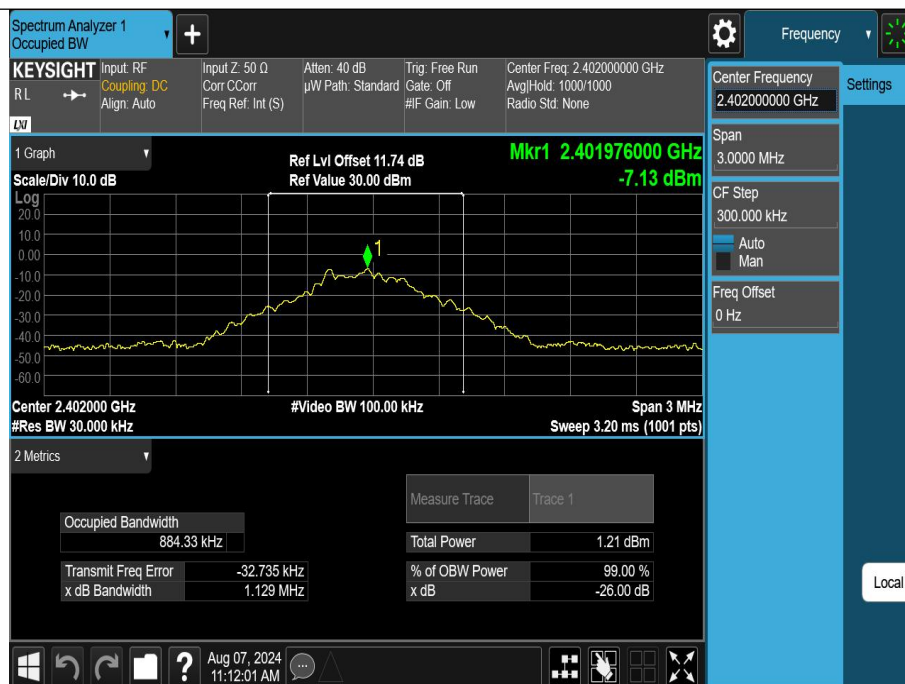 Spectrum Analyzer 1
Occupied BW
Frequency
KEYSIGHT
RL
LXI
Input: RF
Coupling: DC
Align: Auto
Input Z: 50 Ω
Corr CCorr
Freq Ref: Int (S)
Atten: 40 dB
µW Path: Standard
Trig: Free Run
Gate: Off
#IF Gain: Low
Center Freq: 2.402000000 GHz
Avg|Hold: 1000/1000
Radio Std: None
Center Frequency
2.402000000 GHz
Settings
Span
3.0000 MHz
CF Step
300.000 kHz
Auto
Man
Freq Offset
0 Hz
Local
1 Graph
Scale/Div 10.0 dB
Ref Lvl Offset 11.74 dB
Ref Value 30.00 dBm
Mkr1 2.401976000 GHz
-7.13 dBm
Log
20.0
10.0
0.00
-10.0
-20.0
-30.0
-40.0
-50.0
-60.0
1
Center 2.402000 GHz
#Res BW 30.000 kHz
#Video BW 100.00 kHz
Span 3 MHz
Sweep 3.20 ms (1001 pts)
2 Metrics
Measure Trace Trace 1
Occupied Bandwidth
884.33 kHz
Total Power 1.21 dBm
Transmit Freq Error -32.735 kHz
% of OBW Power 99.00 %
x dB Bandwidth 1.129 MHz
x dB -26.00 dB
Aug 07, 2024
11:12:01 AM